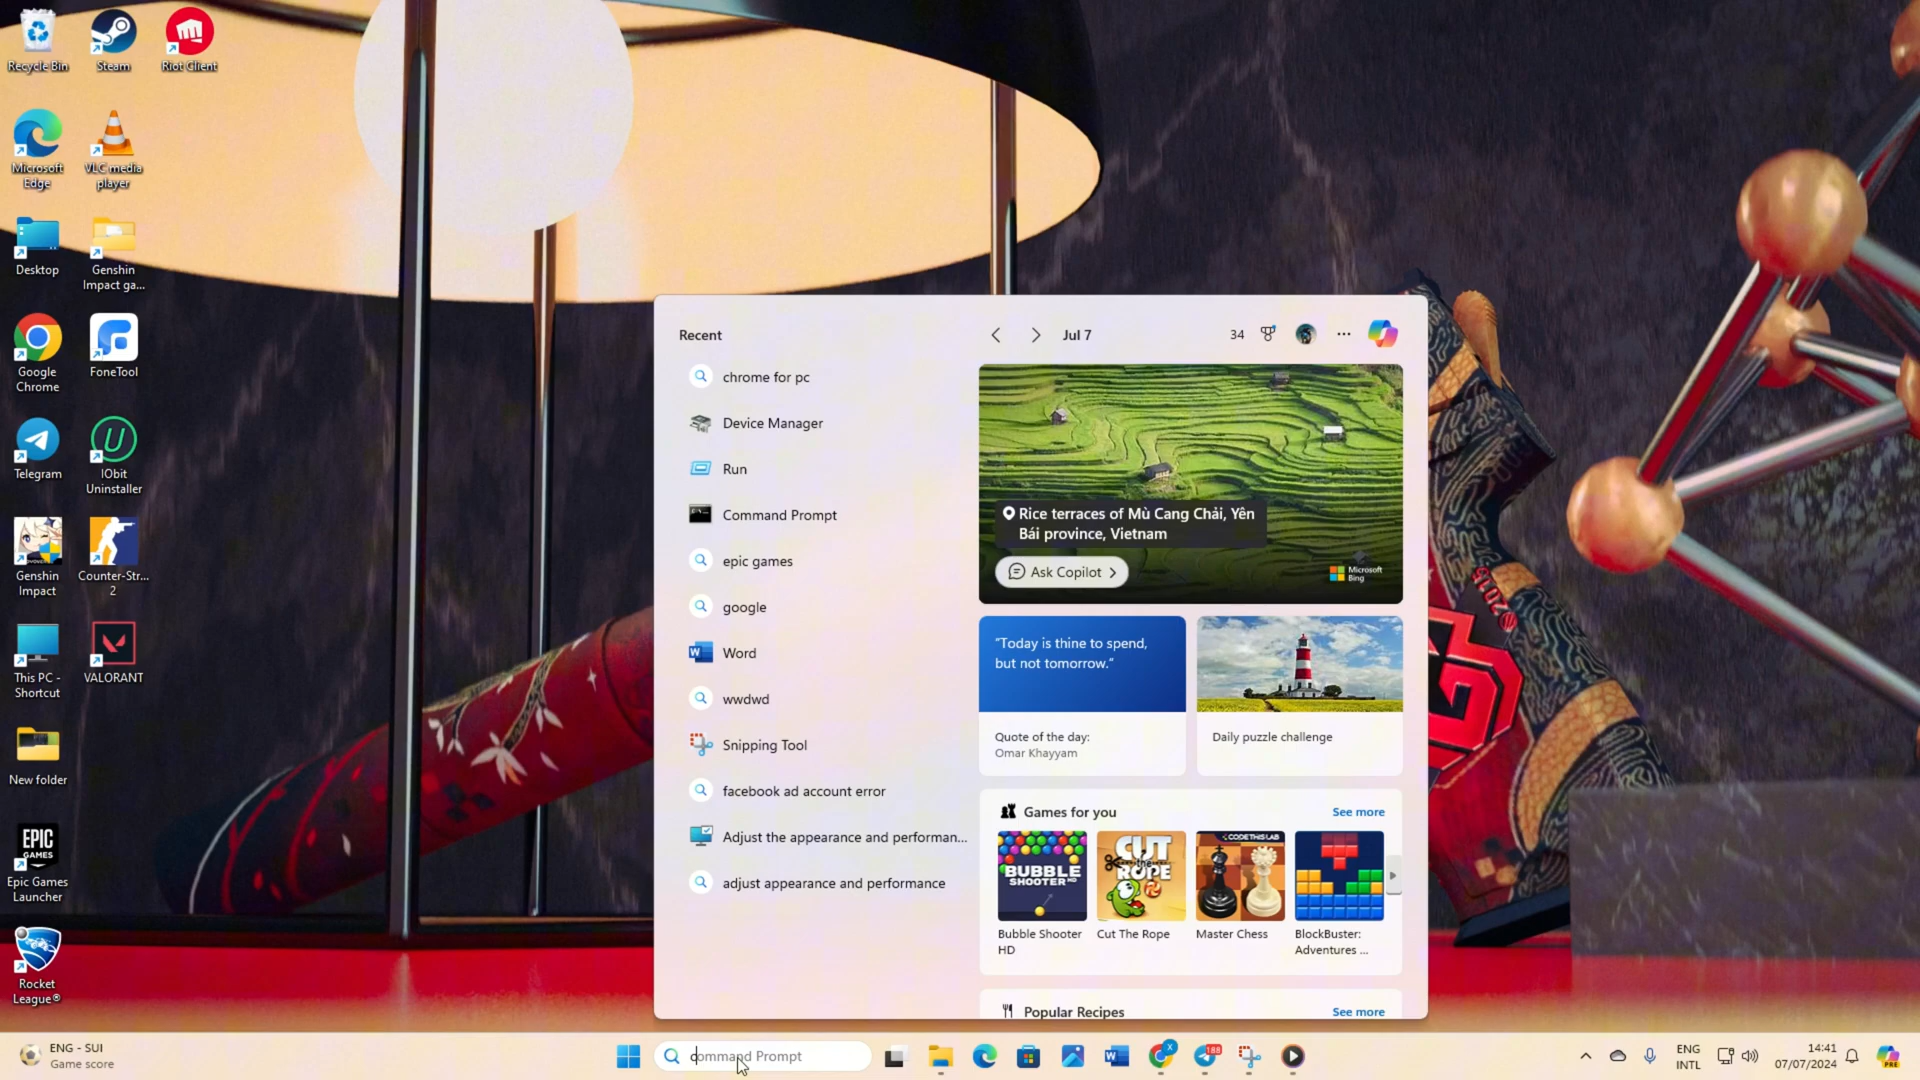 Recycle Bin
Steam
Riot Client
Microsoft
Edge
VLC media
player
Desktop
Genshin
Impact ga...
Google
Chrome
FoneTool
Telegram
IObit
Uninstaller
Genshin
Impact
Counter-Str...
2
This PC -
Shortcut
VALORANT
New folder
EPIC
GAMES
Epic Games
Launcher
Rocket
League®
Recent
chrome for pc
Device Manager
Run
Command Prompt
epic games
google
Word
wwdwd
Snipping Tool
facebook ad account error
Adjust the appearance and performan...
adjust appearance and performance
Jul 7
34
Rice terraces of Mù Cang Chải, Yên
Bái province, Vietnam
Ask Copilot
Microsoft
Bing
"Today is thine to spend,
but not tomorrow."
Quote of the day:
Omar Khayyam
Daily puzzle challenge
Games for you
See more
BUBBLE
SHOOTER HD
CUT
the
ROPE
CODETHISLAB
Bubble Shooter
HD
Cut The Rope
Master Chess
BlockBuster:
Adventures ...
Popular Recipes
See more
2015
ENG - SUI
Game score
command Prompt
X
188
ENG
INTL
14:41
07/07/2024
PRE